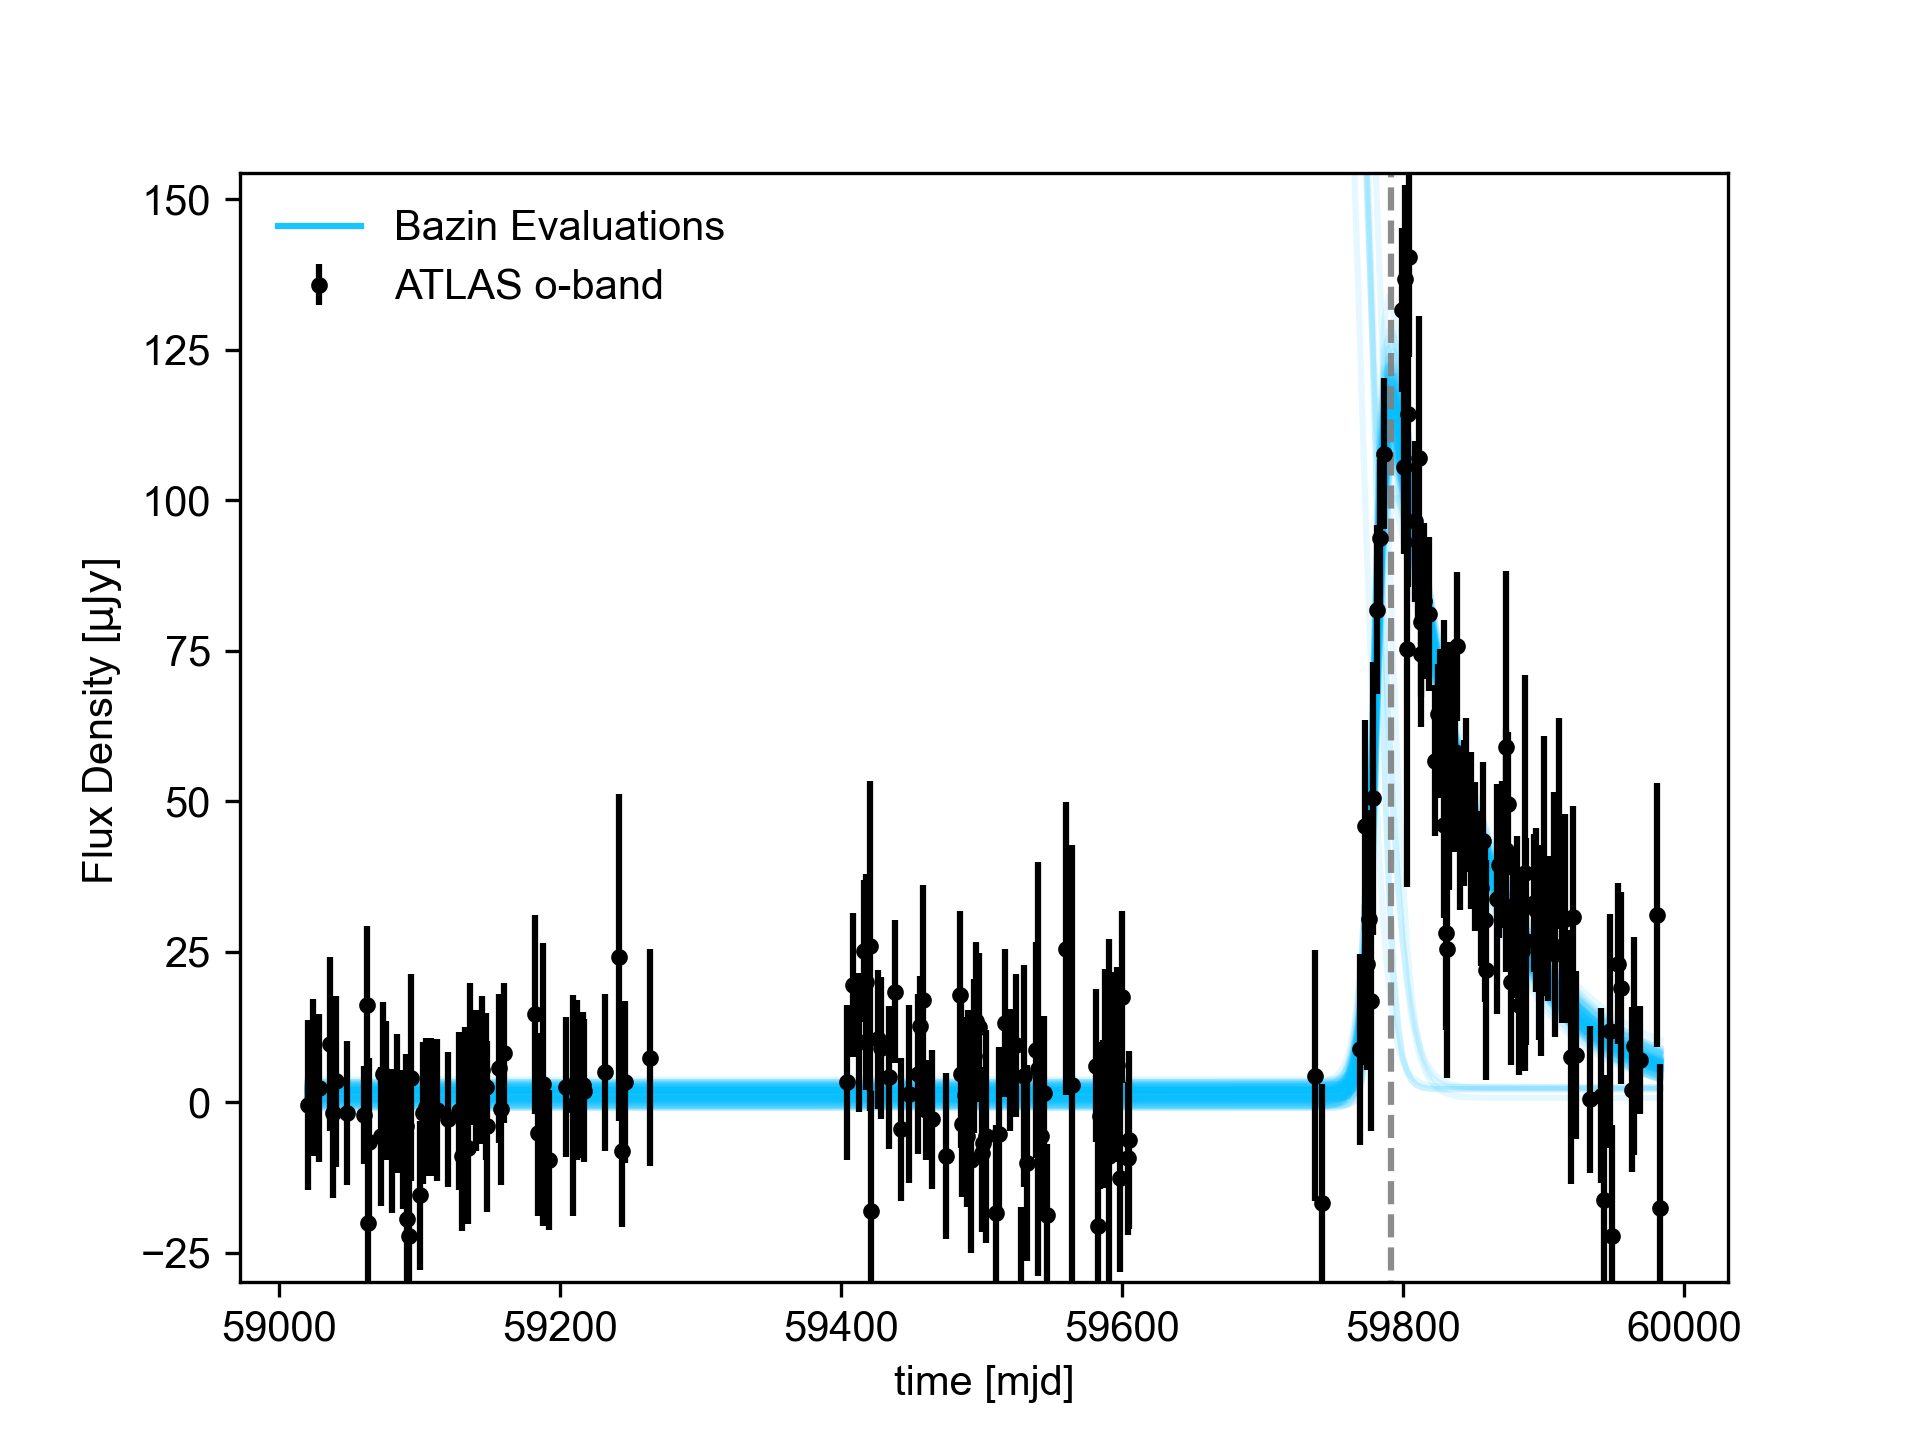 Bazin Evaluations
ATLAS o-band
150
125
100
75
50
25
0
−25
Flux Density [µJy]
59000 59200 59400 59600 59800 60000
time [mjd]